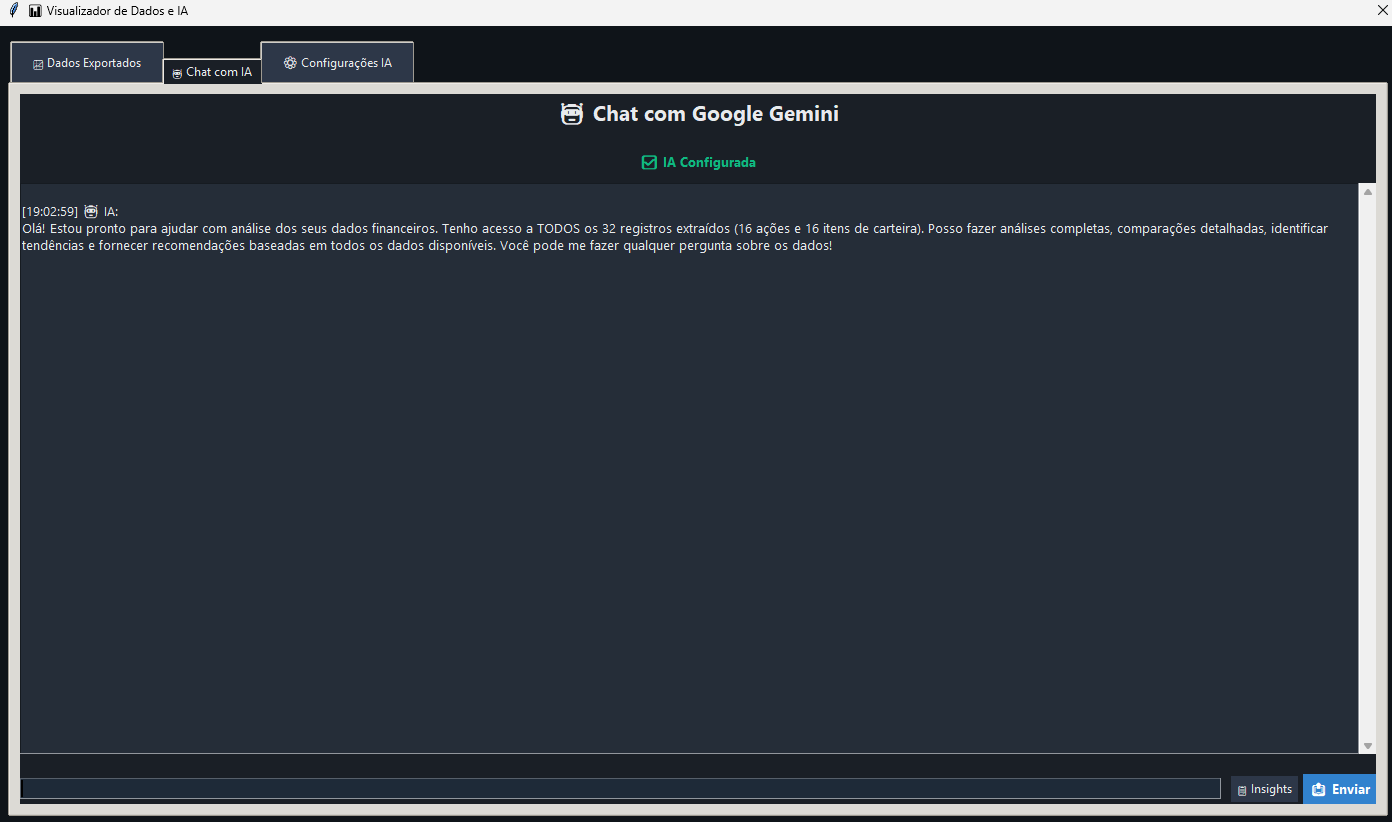 Visualizador de Dados e IA
Dados Exportados
Chat com IA
Configurações IA
Chat com Google Gemini
IA Configurada
[19:02:59] IA:
Olá! Estou pronto para ajudar com análise dos seus dados financeiros. Tenho acesso a TODOS os 32 registros extraídos (16 ações e 16 itens de carteira). Posso fazer análises completas, comparações detalhadas, identificar
tendências e fornecer recomendações baseadas em todos os dados disponíveis. Você pode me fazer qualquer pergunta sobre os dados!
Insights
Enviar